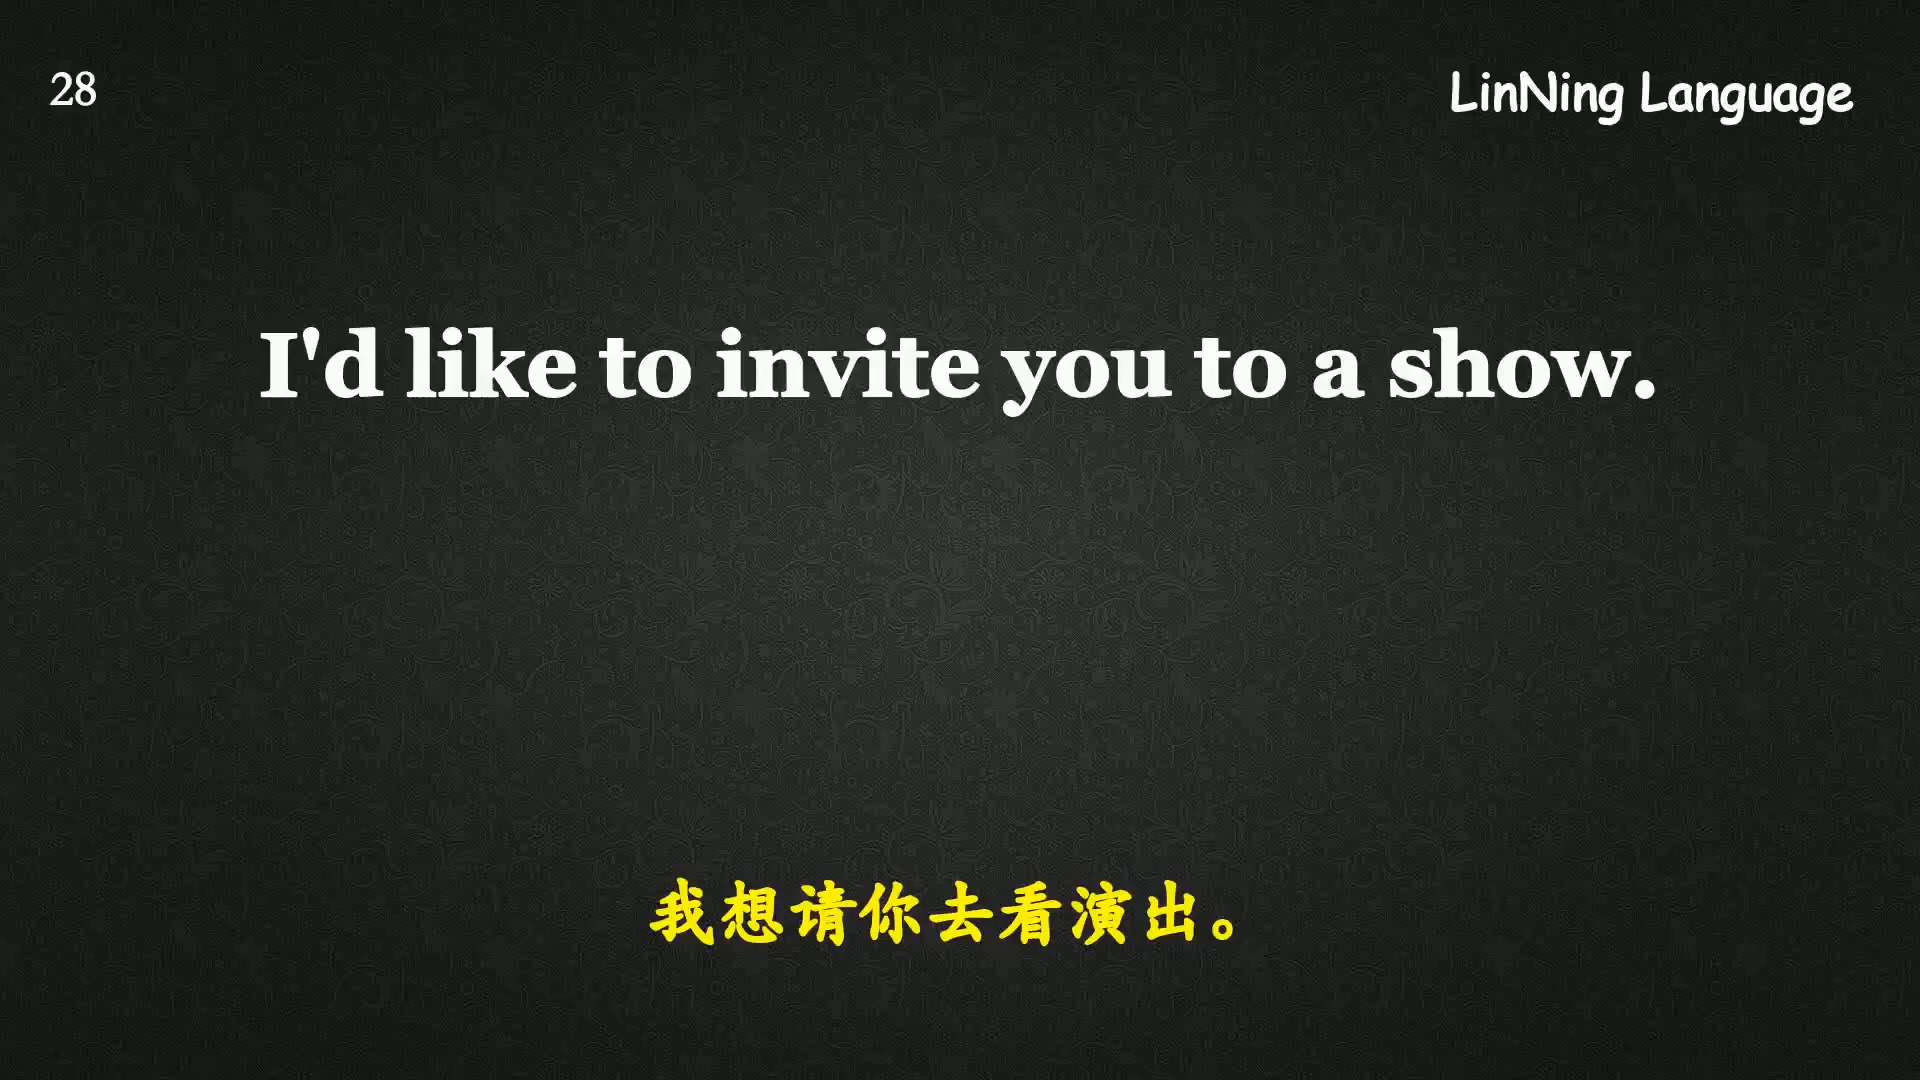 28
LinNing Language
I'd like to invite you to a show.
我想请你去看演出。